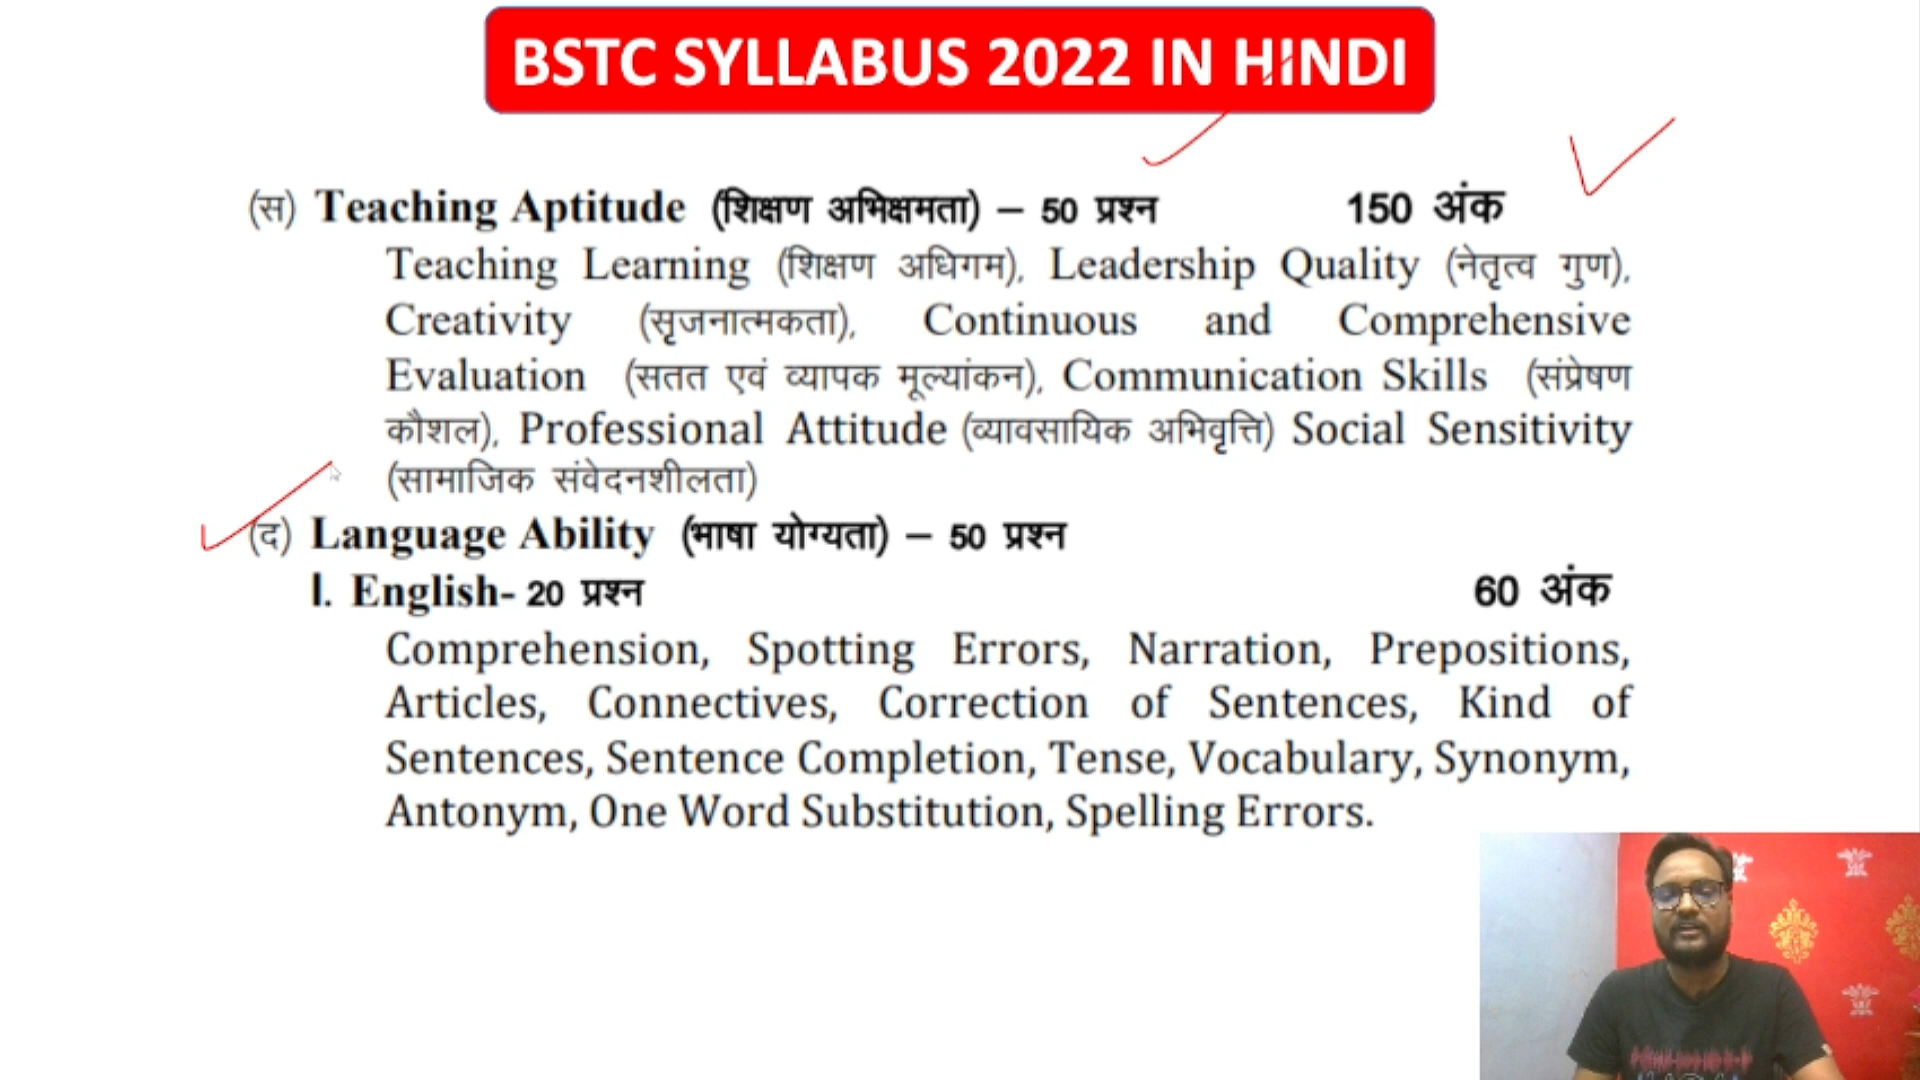 BSTC SYLLABUS 2022 IN HINDI
(स) Teaching Aptitude (शिक्षण अभिक्षमता) – 50 प्रश्न 150 अंक
Teaching Learning (शिक्षण अधिगम), Leadership Quality (नेतृत्व गुण),
Creativity (सृजनात्मकता), Continuous and Comprehensive
Evaluation (सतत एवं व्यापक मूल्यांकन), Communication Skills (संप्रेषण
कौशल), Professional Attitude (व्यावसायिक अभिवृत्ति) Social Sensitivity
(सामाजिक संवेदनशीलता)
(द) Language Ability (भाषा योग्यता) – 50 प्रश्न
I. English- 20 प्रश्न 60 अंक
Comprehension, Spotting Errors, Narration, Prepositions,
Articles, Connectives, Correction of Sentences, Kind of
Sentences, Sentence Completion, Tense, Vocabulary, Synonym,
Antonym, One Word Substitution, Spelling Errors.